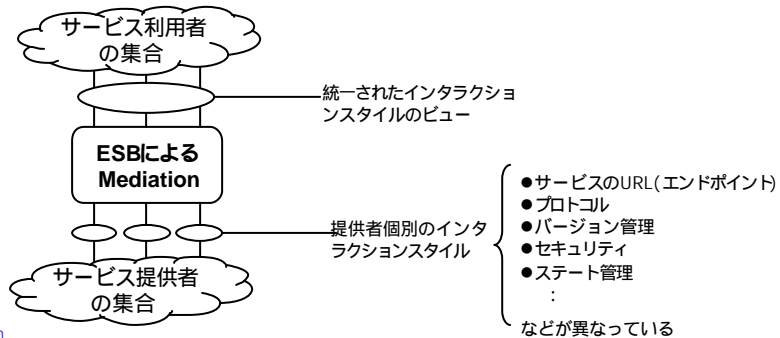 サービス利用者
の集合
統一されたインタラクショ
ンスタイルのビュー
ESBによる
Mediation
提供者個別のインタ
ラクションスタイル
●サービスのURL(エンドポイント)
●プロトコル
●バージョン管理
●セキュリティ
●ステート管理
:
などが異なっている
サービス提供者
の集合